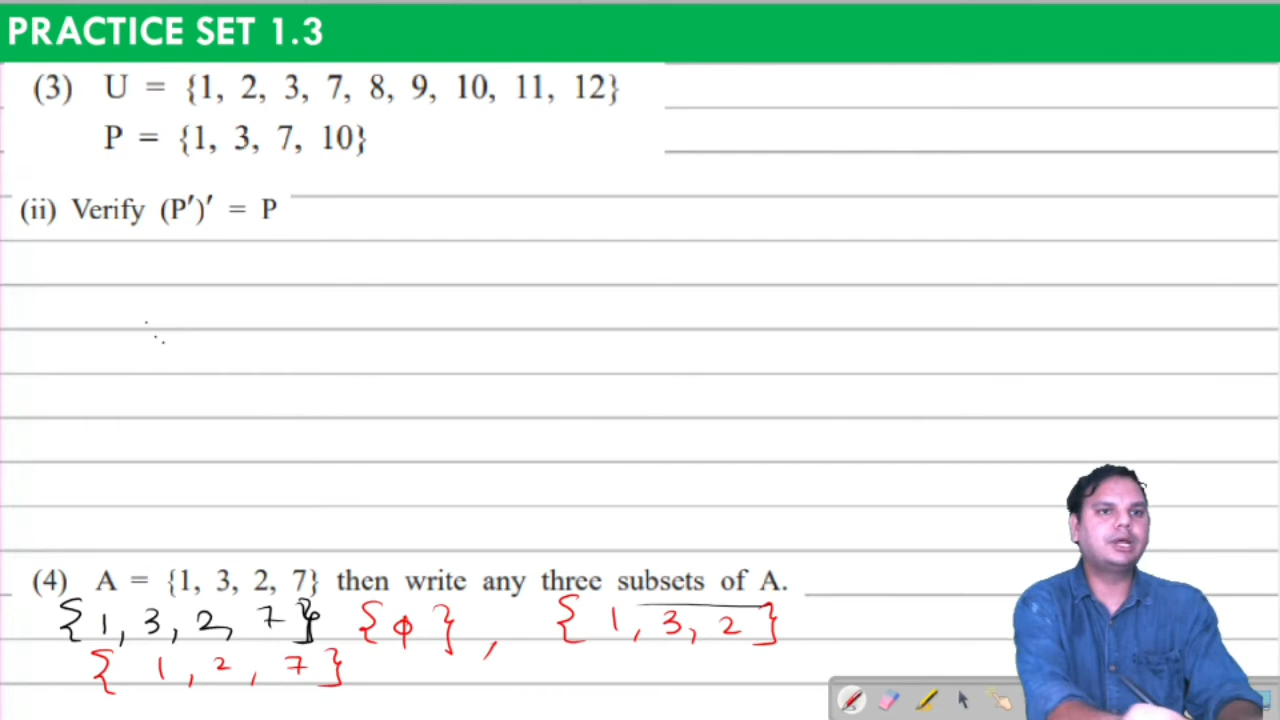 PRACTICE SET 1.3
(3) U = {1, 2, 3, 7, 8, 9, 10, 11, 12}
P = {1, 3, 7, 10}
(ii) Verify (P′)′ = P
(4) A = {1, 3, 2, 7} then write any three subsets of A.
{1, 3, 2, 7} {ϕ}, {1, 3, 2}
{1, 2, 7}